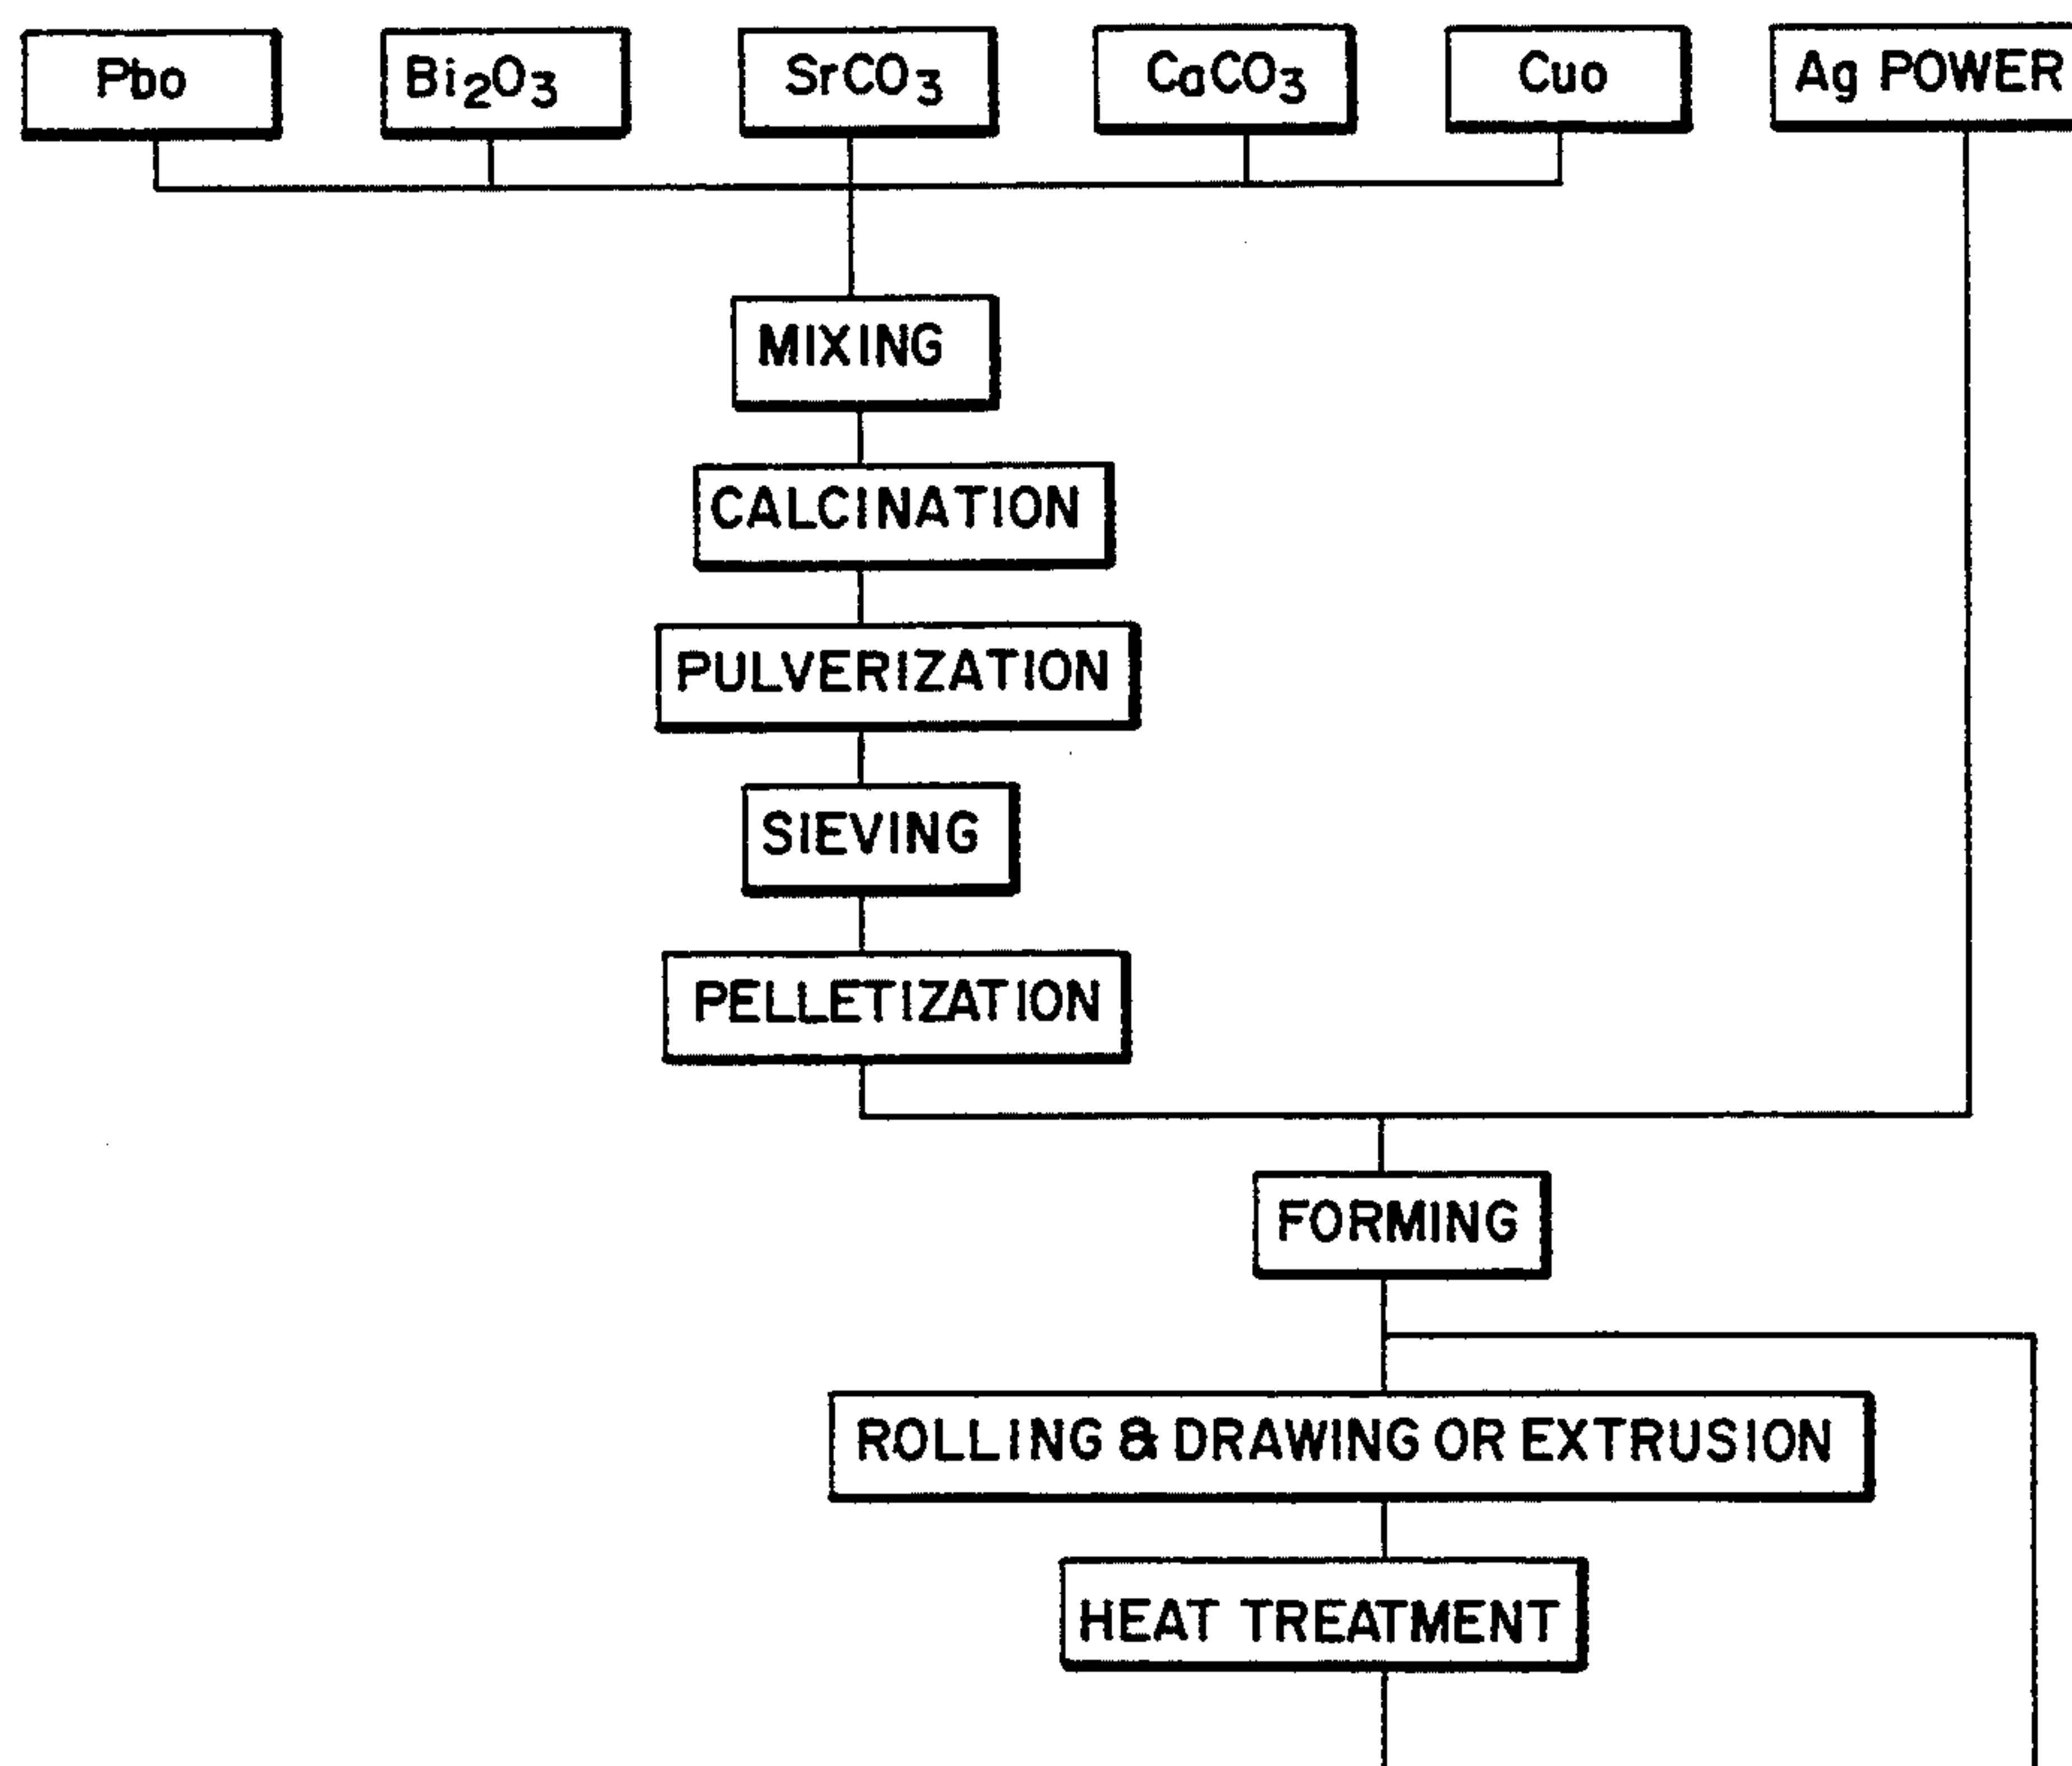 Pbo
Bi2O3
SrCO3
CaCO3
Cuo
Ag POWER
MIXING
CALCINATION
PULVERIZATION
SIEVING
PELLETIZATION
FORMING
ROLLING & DRAWING OR EXTRUSION
HEAT TREATMENT